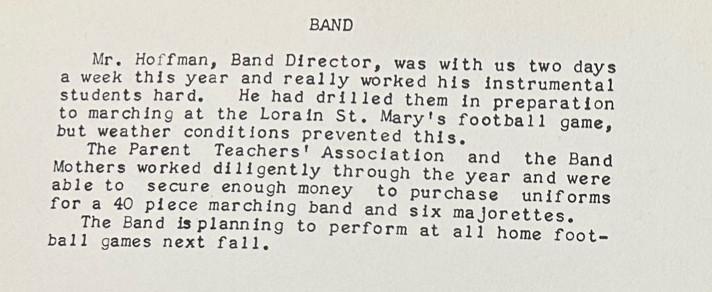 BAND
Mr. Hoffman, Band Director, was with us two days
a week this year and really worked his instrumental
students hard. He had drilled them in preparation
to marching at the Lorain St. Mary's football game,
but weather conditions prevented this.
The Parent Teachers' Association and the Band
Mothers worked diligently through the year and were
able to secure enough money to purchase uniforms
for a 40 piece marching band and six majorettes.
The Band is planning to perform at all home foot-
ball games next fall.